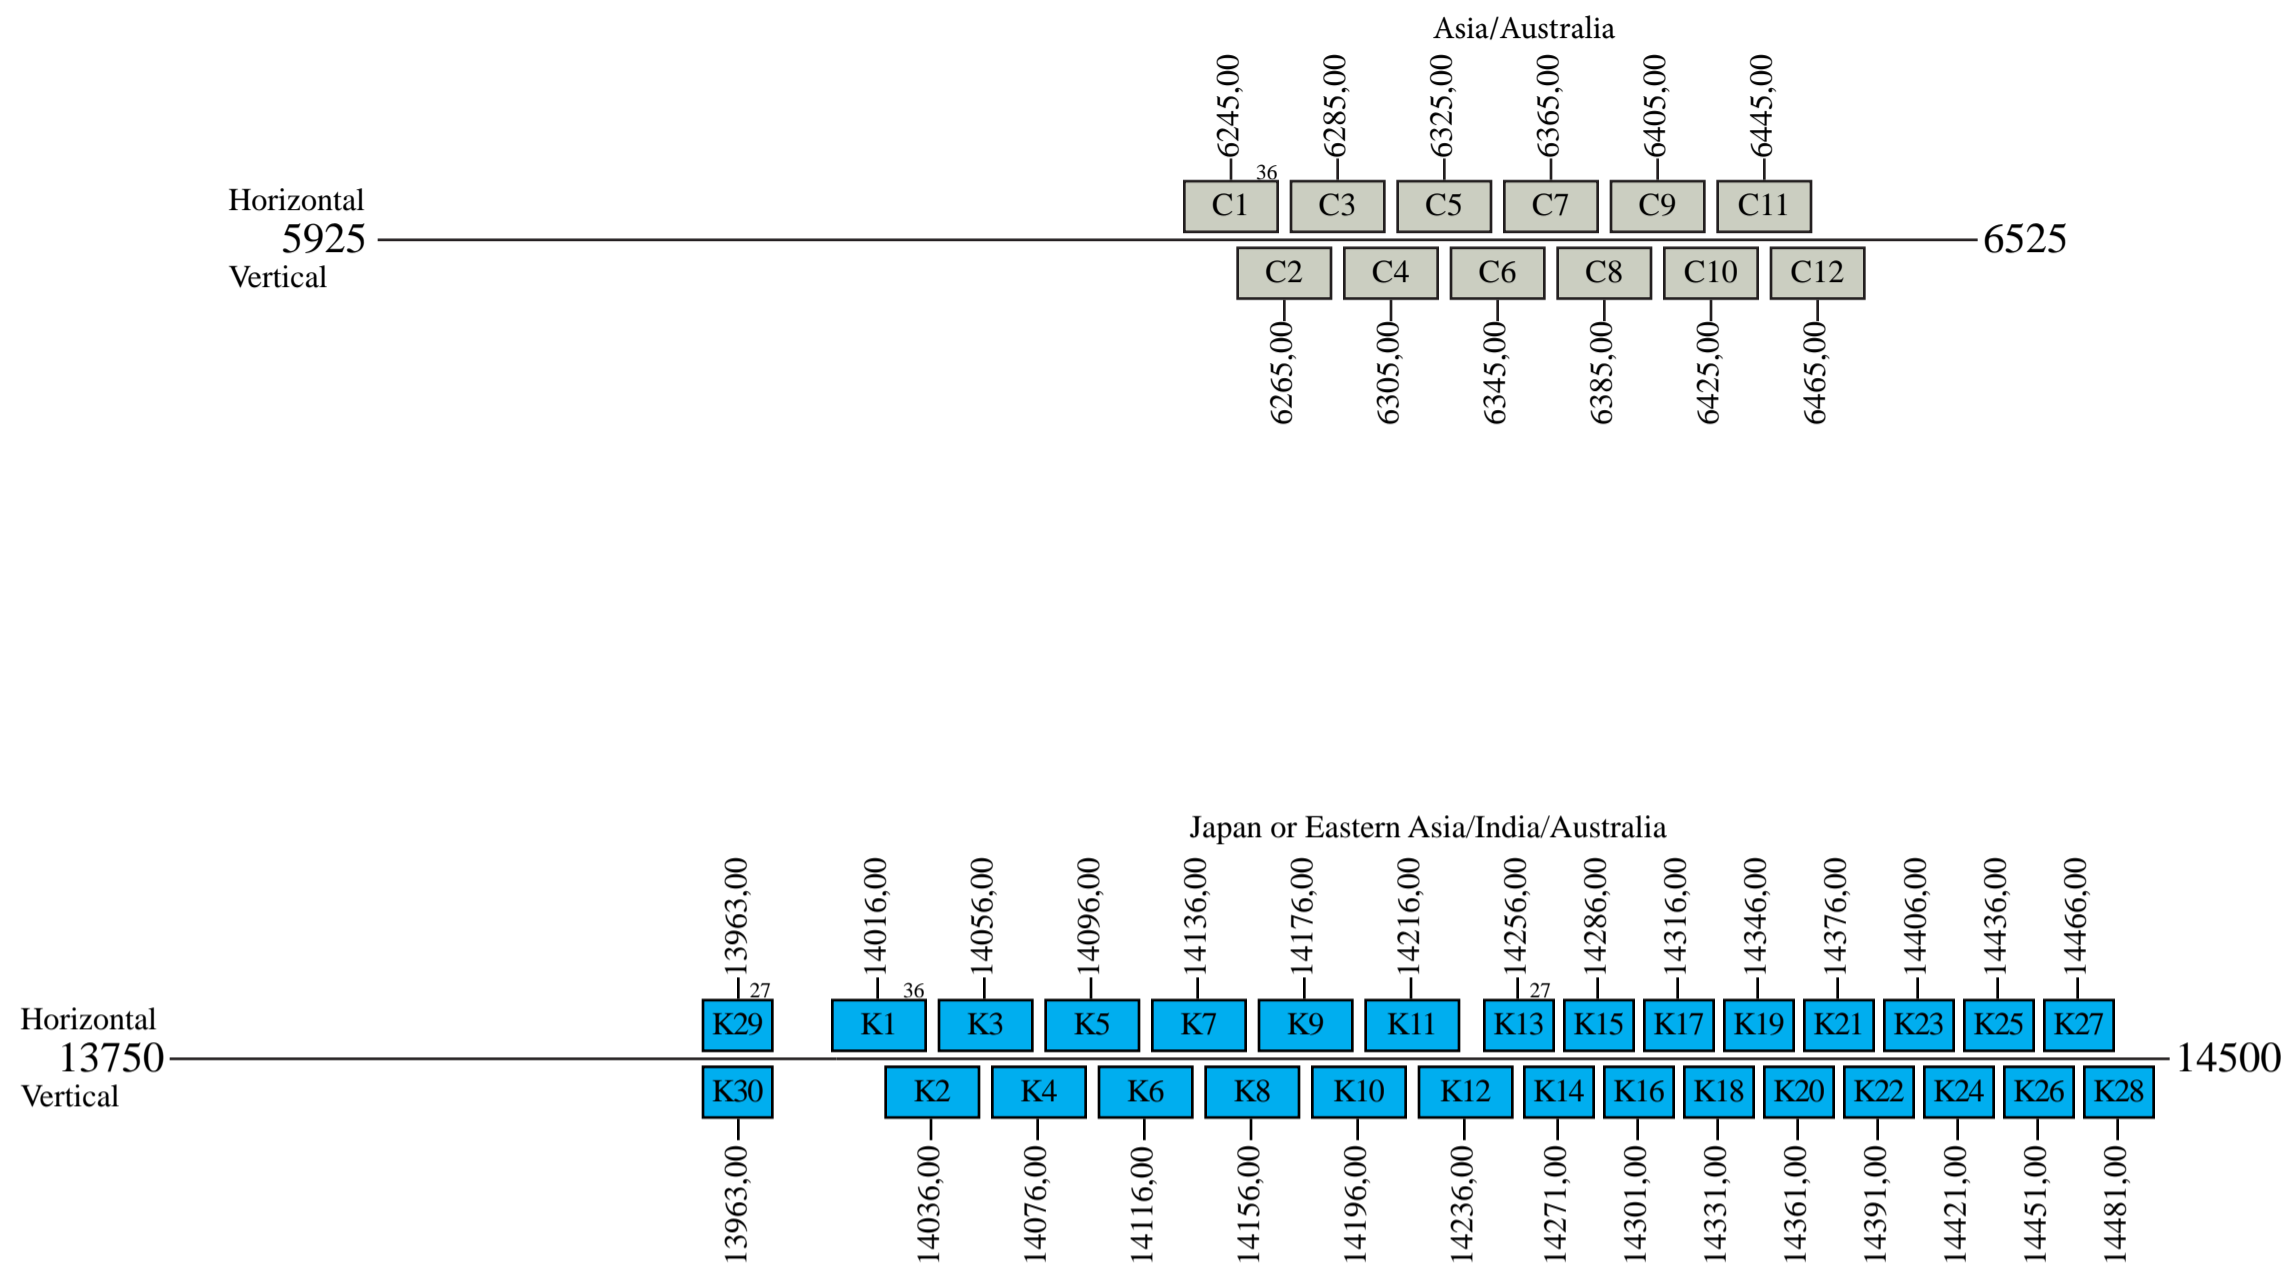 Asia/Australia
6245,00 6285,00 6325,00 6365,00 6405,00 6445,00
36
Horizontal
C1 C3 C5 C7 C9 C11
5925 6525
Vertical
C2 C4 C6 C8 C10 C12
6265,00 6305,00 6345,00 6385,00 6425,00 6465,00
Japan or Eastern Asia/India/Australia
13963,00 14016,00 14056,00 14096,00 14136,00 14176,00 14216,00 14256,00 14286,00 14316,00 14346,00 14376,00 14406,00 14436,00 14466,00
27 36 27
Horizontal
K29 K1 K3 K5 K7 K9 K11 K13 K15 K17 K19 K21 K23 K25 K27
13750 14500
Vertical
K30 K2 K4 K6 K8 K10 K12 K14 K16 K18 K20 K22 K24 K26 K28
13963,00 14036,00 14076,00 14116,00 14156,00 14196,00 14236,00 14271,00 14301,00 14331,00 14361,00 14391,00 14421,00 14451,00 14481,00